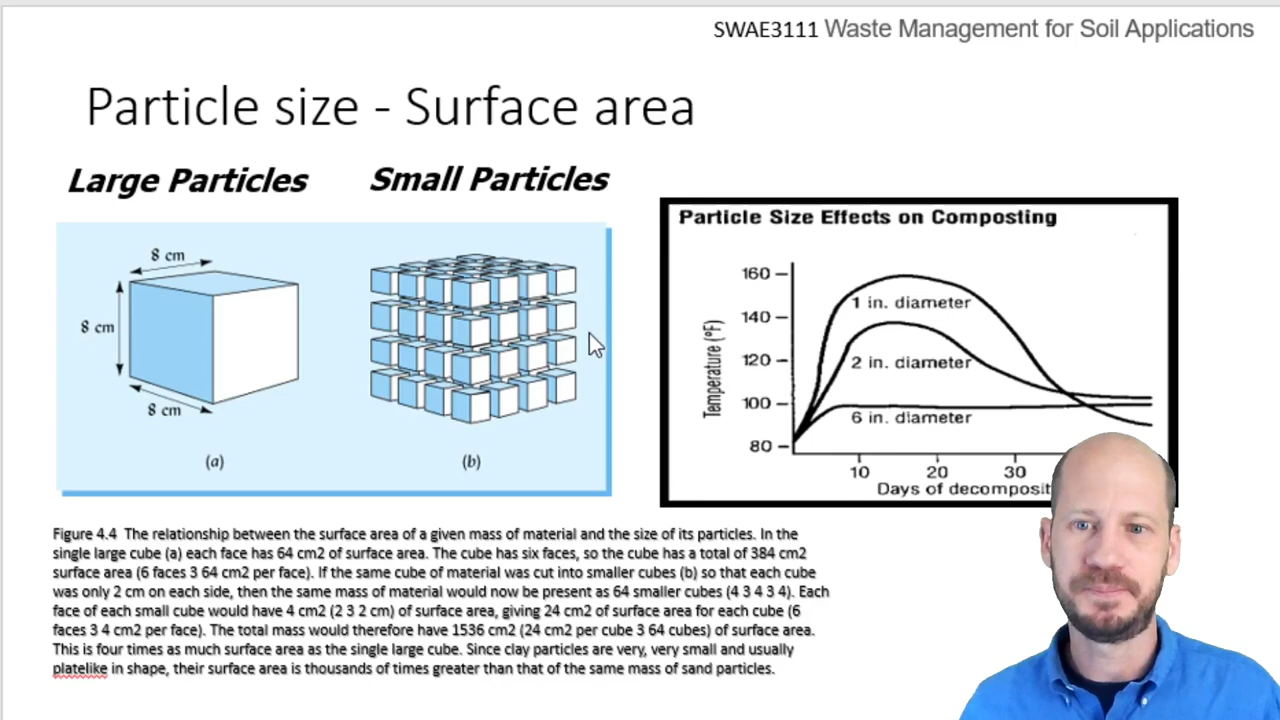 SWAE3111 Waste Management for Soil Applications
Particle size - Surface area
Large Particles
Small Particles
8 cm
8 cm
8 cm
(a)
(b)
Particle Size Effects on Composting
Temperature (°F)
160
140
120
100
80
1 in. diameter
2 in. diameter
6 in. diameter
10 20 30
Days of decomposit
Figure 4.4 The relationship between the surface area of a given mass of material and the size of its particles. In the
single large cube (a) each face has 64 cm2 of surface area. The cube has six faces, so the cube has a total of 384 cm2
surface area (6 faces 3 64 cm2 per face). If the same cube of material was cut into smaller cubes (b) so that each cube
was only 2 cm on each side, then the same mass of material would now be present as 64 smaller cubes (4 3 4 3 4). Each
face of each small cube would have 4 cm2 (2 3 2 cm) of surface area, giving 24 cm2 of surface area for each cube (6
faces 3 4 cm2 per face). The total mass would therefore have 1536 cm2 (24 cm2 per cube 3 64 cubes) of surface area.
This is four times as much surface area as the single large cube. Since clay particles are very, very small and usually
platelike in shape, their surface area is thousands of times greater than that of the same mass of sand particles.